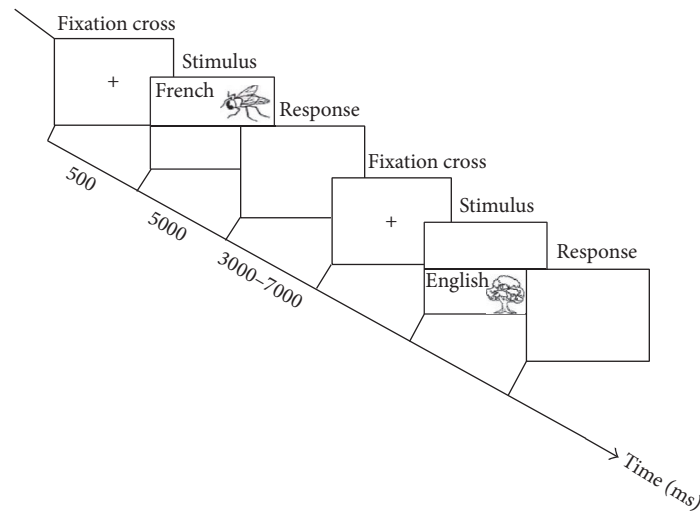 Fixation cross
Stimulus
+
French
Response
Fixation cross
+
Stimulus
Response
English
500
5000
3000–7000
Time (ms)